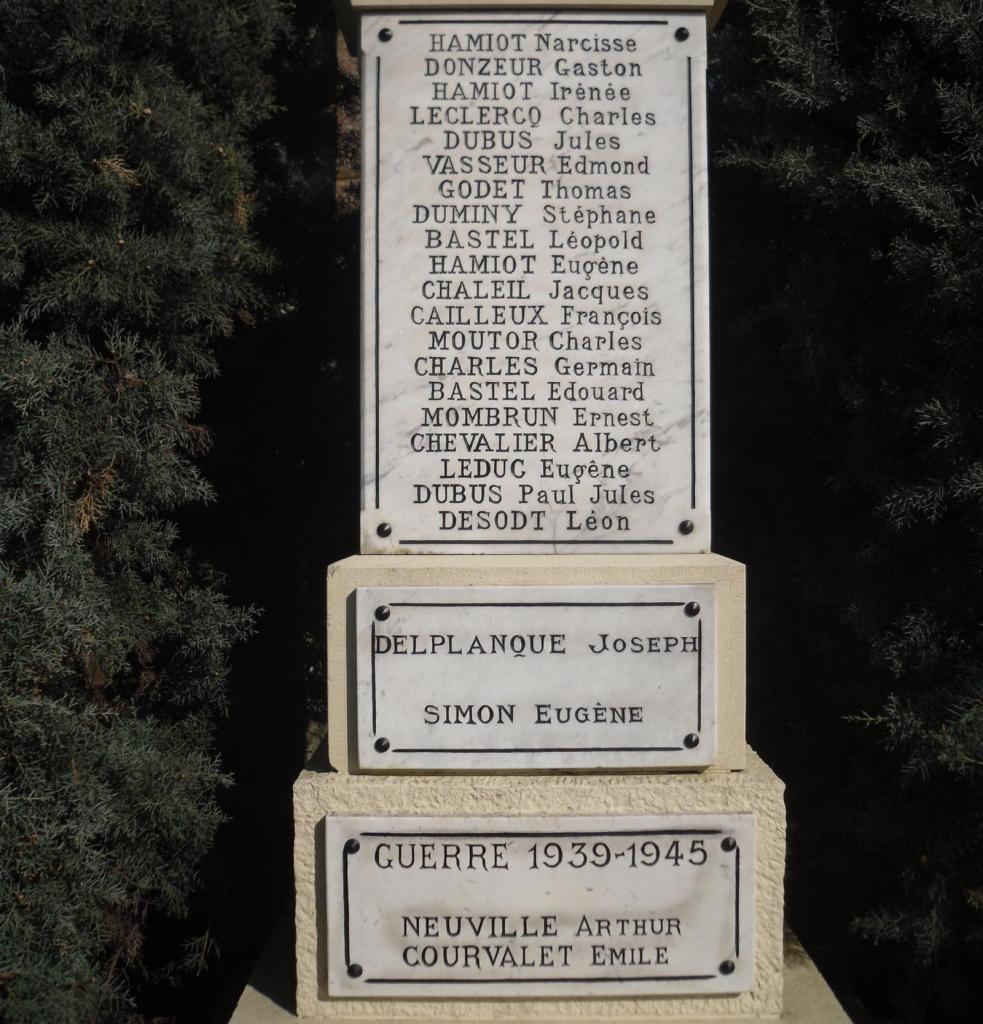 HAMIOT Narcisse
DONZEUR Gaston
HAMIOT Irénée
LECLERCQ Charles
DUBUS Jules
VASSEUR Edmond
GODET Thomas
DUMINY Stéphane
BASTEL Léopold
HAMIOT Eugêne
CHALEIL Jacques
CAILLEUX François
MOUTOR Charles
CHARLES Germain
BASTEL Edouard
MOMBRUN Ernest
CHEVALIER Albert
LEDUC Eugêne
DUBUS Paul Jules
DESODT Léon
DELPLANQUE JOSEPH
SIMON EUGÈNE
GUERRE 1939-1945
NEUVILLE ARTHUR
COURVALET EMILE